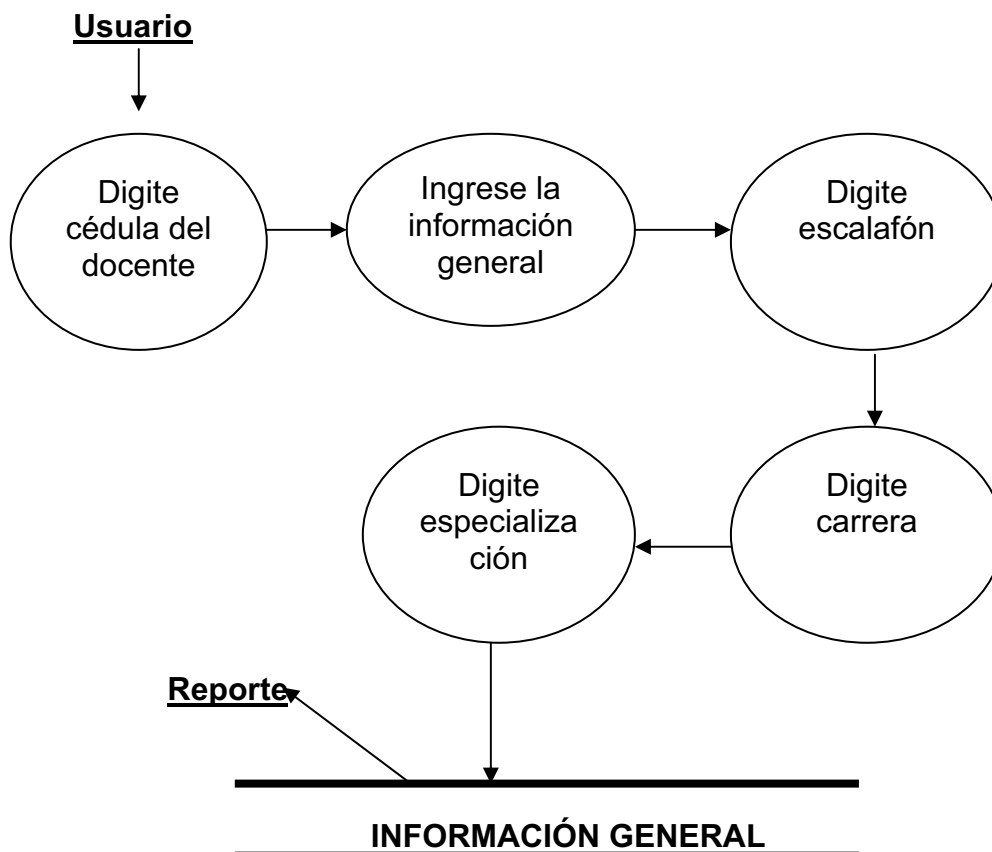 Usuario
Digite
cédula del
docente
Ingrese la
información
general
Digite
escalafón
Digite
especializa
ción
Digite
carrera
Reporte
INFORMACIÓN GENERAL